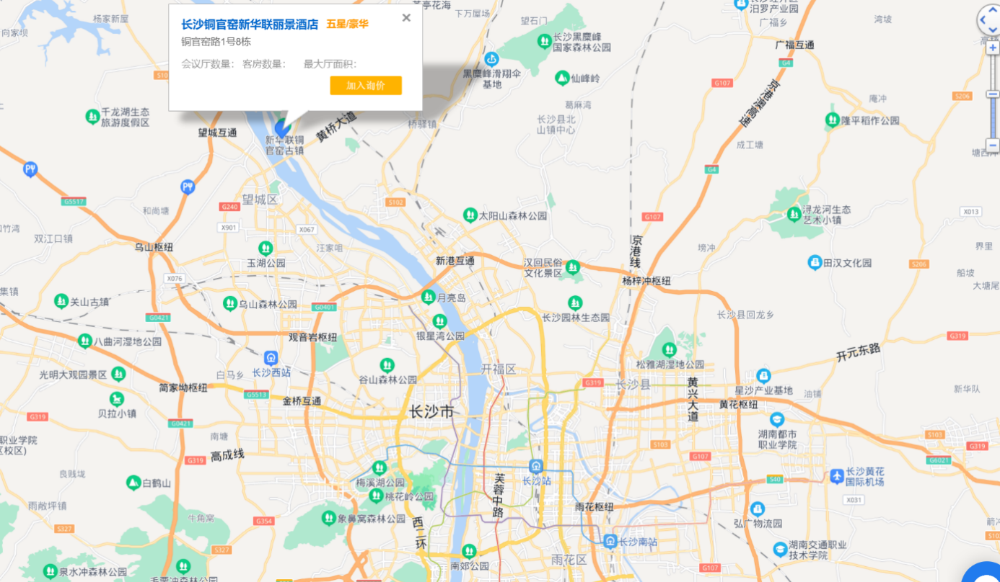 长沙铜官窑新华联丽景酒店 五星/豪华
铜官窑路1号8栋
会议厅数量： 客房数量： 最大厅面积：
加入询价
杨家新屋
向家坝
亭花海
下万屋场
望石门
汨罗产业园
广福乡
湾坡
长沙黑麋峰
国家森林公园
广福互通
G4
黑麋峰滑翔伞
基地
仙峰岭
G107
京港澳高速
S206
庵冲
葛麻湾
千龙湖生态
旅游度假区
望城互通
黄桥大道
桥驿镇
长沙县北
山镇中心
隆平稻作公园
新华联铜
官窑古镇
成工塘
G4
G5517
望城区
G240
S102
和尚塘
X901
X067
太阳山森林公园
G107
浔龙河生态
艺术小镇
X013
双江口镇
乌山枢纽
汪家咀
玉湖公园
新港互通
汉回民俗
文化景区
京港线
塝冲
界里
田汉文化园
S206
X076
杨梓冲枢纽
船坡
大塘尾
集镇
关山古镇
乌山森林公园
月亮岛
G0401
G0421
长沙园林生态园
长沙县回龙乡
八曲河湿地公园
观音岩枢纽
银星湾公园
G319
长沙西站
松雅湖湿地公园
开元东路
光明大观园景区
白马乡
谷山森林公园
开福区
G319
长沙县
黄兴大道
星沙产业基地
油铺
新华队
简家坳枢纽
G5513
金桥互通
黄花枢纽
贝拉小镇
长沙市
G319
G0421
湖南都市
职业学院
职业学院
南塘
S103
S103
G319
高成线
G319
G107
G6021
良贱垅
白鹤山
梅溪湖公园
长沙站
S40
长沙黄花
国际机场
桃花岭公园
芙蓉中路
X031
雨敞坪镇
牛角窝
G354
象鼻窝森林公园
西二环
雨花枢纽
弘广物流园
S327
S327
南郊公园
长沙南站
雨花区
湖南交通职业
技术学院
G107
泉水冲森林公园